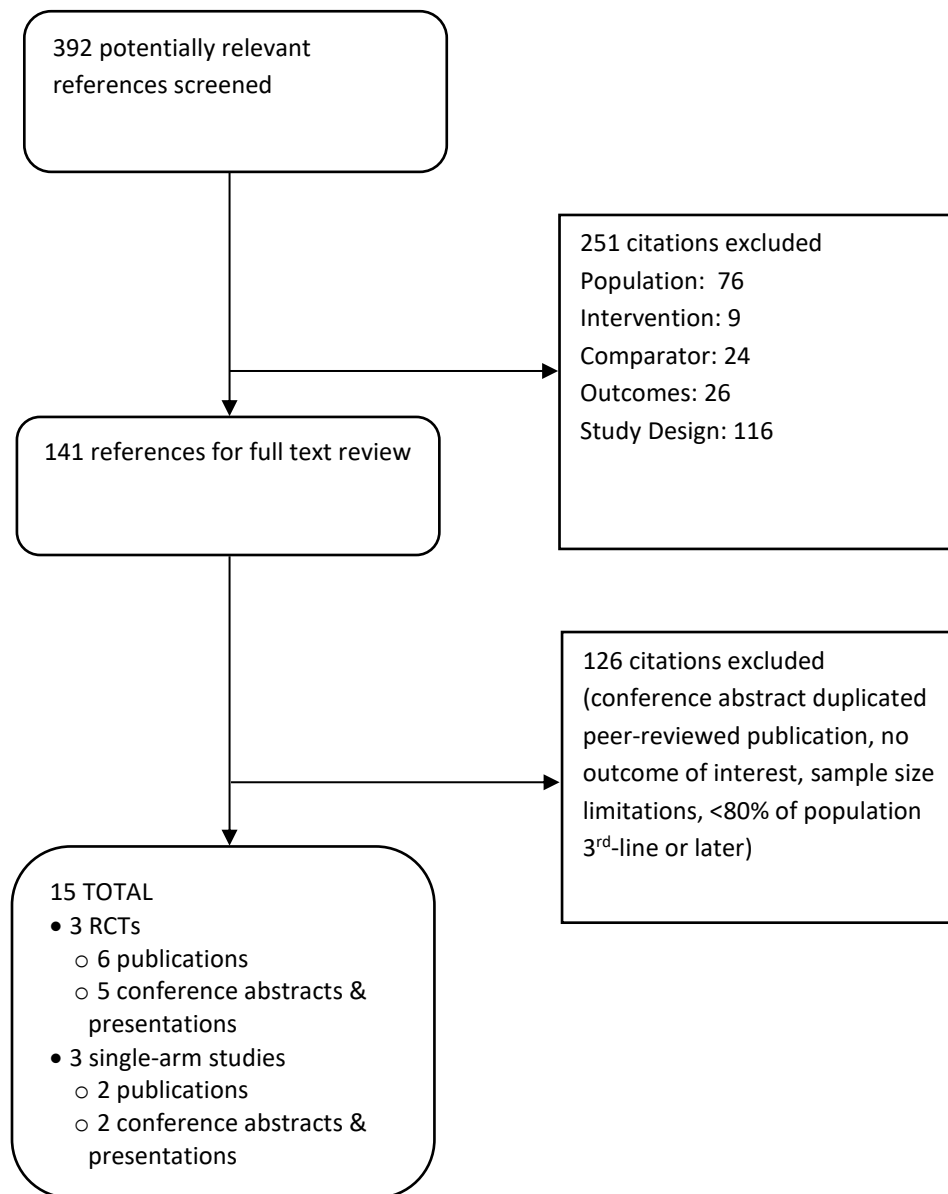 392 potentially relevant
references screened
251 citations excluded
Population:  76
Intervention: 9
Comparator: 24
Outcomes: 26
Study Design: 116
141 references for full text review
126 citations excluded
(conference abstract duplicated
peer-reviewed publication, no
outcome of interest, sample size
limitations, <80% of population
3rd-line or later)
15 TOTAL
• 3 RCTs
o 6 publications
o 5 conference abstracts &
presentations
• 3 single-arm studies
o 2 publications
o 2 conference abstracts &
presentations